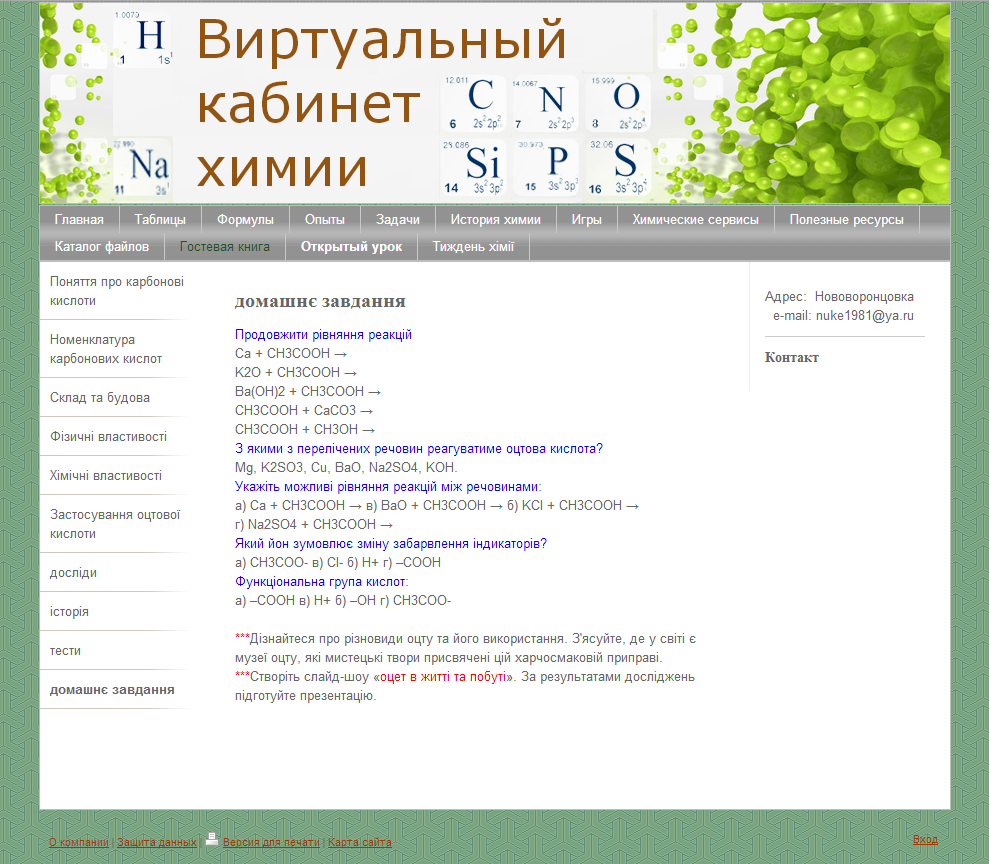 1.0079
H
1 1s1
Виртуальный
кабинет
химии
12.011
C
6 2s22p2
14.0067
N
7 2s22p3
15.999
O
8 2s22p4
22.990
Na
11 3s1
28.086
Si
14 3s23p2
30.973
P
15 3s23p3
32.06
S
16 3s23p4
Главная Таблицы Формулы Опыты Задачи История химии Игры Химические сервисы Полезные ресурсы
Каталог файлов Гостевая книга Открытый урок Тиждень хімії
Поняття про карбонові
кислоти
Номенклатура
карбонових кислот
Склад та будова
Фізичні властивості
Хімічні властивості
Застосування оцтової
кислоти
досліди
історія
тести
домашнє завдання
домашнє завдання
Продовжити рівняння реакцій
Ca + CH3COOH →
K2O + CH3COOH →
Ba(OH)2 + CH3COOH →
CH3COOH + CaCO3 →
CH3COOH + CH3OH →
З якими з перелічених речовин реагуватиме оцтова кислота?
Mg, K2SO3, Cu, BaO, Na2SO4, KOH.
Укажіть можливі рівняння реакцій між речовинами:
а) Ca + CH3COOH → в) BaO + CH3COOH → б) KCl + CH3COOH →
г) Na2SO4 + CH3COOH →
Який йон зумовлює зміну забарвлення індикаторів?
а) CH3COO- в) Cl- б) H+ г) –COOH
Функціональна група кислот:
а) –COOH в) H+ б) –OH г) CH3COO-
***Дізнайтеся про різновиди оцту та його використання. З'ясуйте, де у світі є
музеї оцту, які мистецькі твори присвячені цій харчосмаковій приправі.
***Створіть слайд-шоу «оцет в житті та побуті». За результатами досліджень
підготуйте презентацію.
Адрес: Нововоронцовка
e-mail: nuke1981@ya.ru
Контакт
О компании | Защита данных | Версия для печати | Карта сайта
Вход